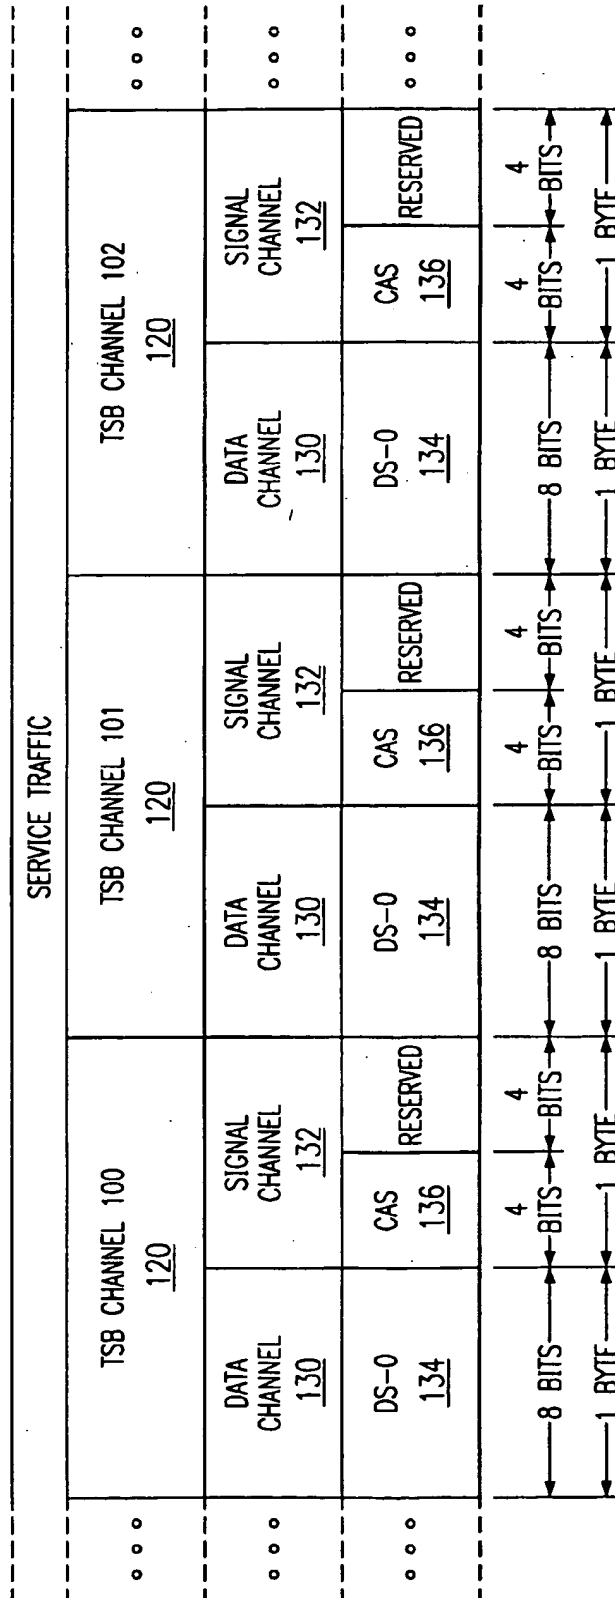 SERVICE TRAFFIC
TSB CHANNEL 100
120
TSB CHANNEL 101
120
TSB CHANNEL 102
120
DATA
CHANNEL
130
SIGNAL
CHANNEL
132
DATA
CHANNEL
130
SIGNAL
CHANNEL
132
DATA
CHANNEL
130
SIGNAL
CHANNEL
132
DS-0
134
CAS
136
RESERVED
DS-0
134
CAS
136
RESERVED
DS-0
134
CAS
136
RESERVED
8 BITS
4
BITS
4
BITS
8 BITS
4
BITS
4
BITS
8 BITS
4
BITS
4
BITS
1 BYTE
1 BYTE
1 BYTE
1 BYTE
1 BYTE
1 BYTE